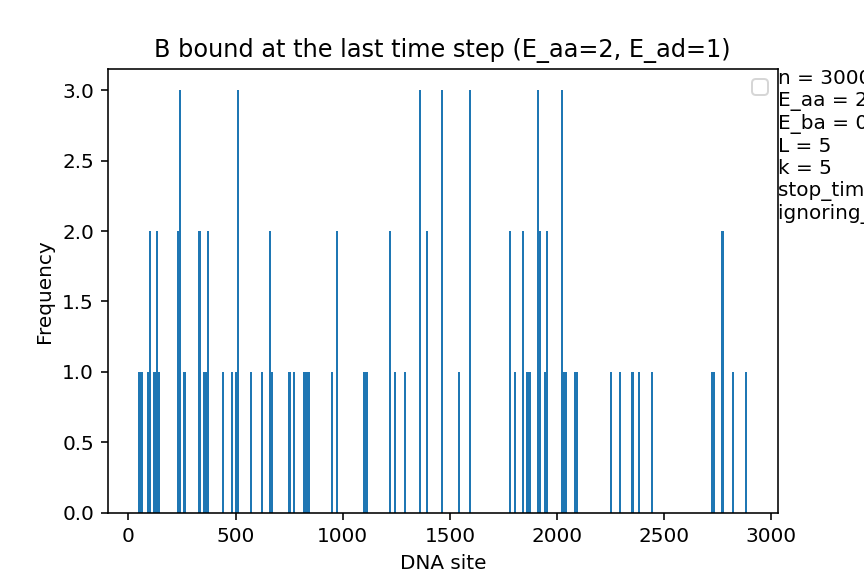 B bound at the last time step (E_aa=2, E_ad=1)
n = 3000
E_aa = 2
E_ba = 0
L = 5
k = 5
stop_tim
ignoring_
3.0
2.5
2.0
1.5
1.0
0.5
0.0
Frequency
0 500 1000 1500 2000 2500 3000
DNA site